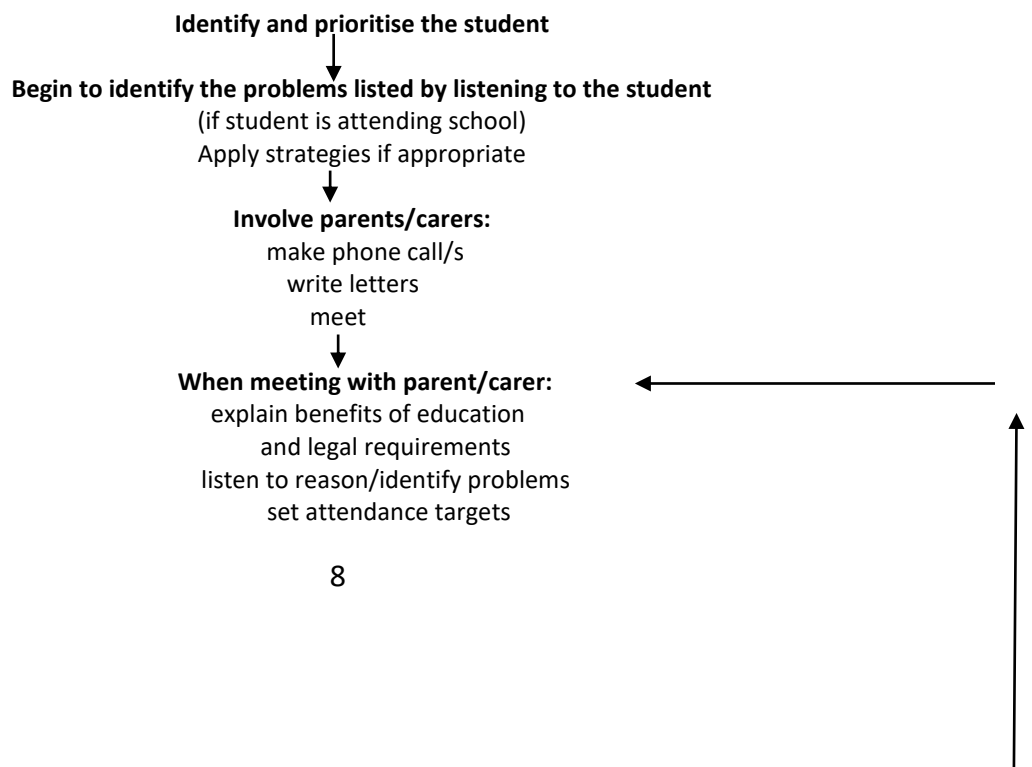 Identify and prioritise the student
Begin to identify the problems listed by listening to the student
(if student is attending school)
Apply strategies if appropriate
Involve parents/carers:
make phone call/s
write letters
meet
When meeting with parent/carer:
explain benefits of education
and legal requirements
listen to reason/identify problems
set attendance targets
8